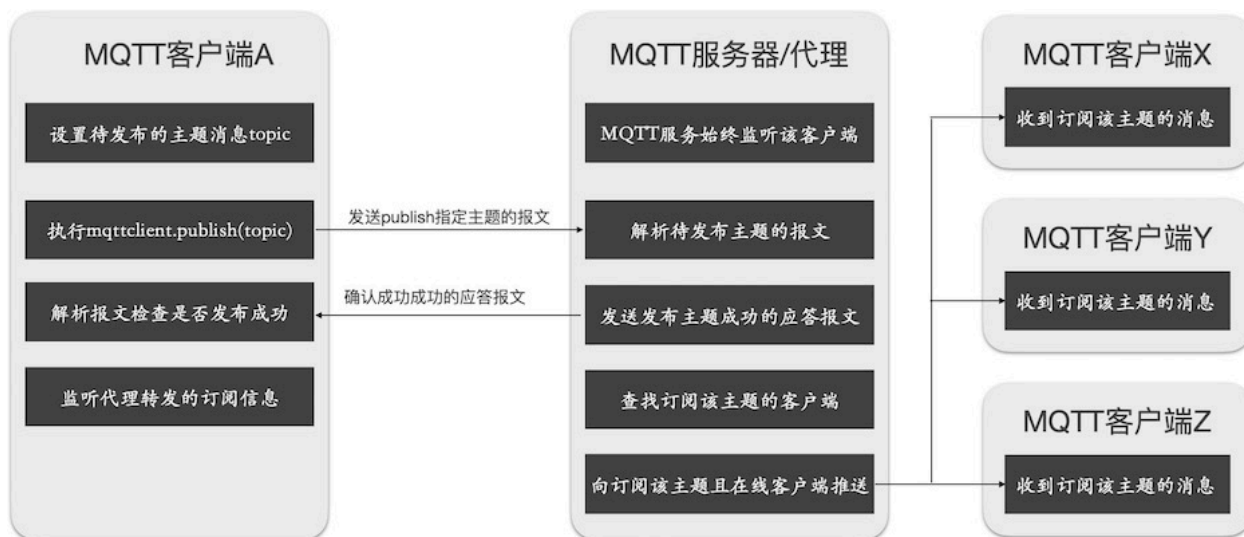 MQTT客户端A
设置待发布的主题消息topic
执行mqttclient.publish(topic)
解析报文检查是否发布成功
监听代理转发的订阅信息
发送publish指定主题的报文
确认成功成功的应答报文
MQTT服务器/代理
MQTT服务始终监听该客户端
解析待发布主题的报文
发送发布主题成功的应答报文
查找订阅该主题的客户端
向订阅该主题且在线客户端推送
MQTT客户端X
收到订阅该主题的消息
MQTT客户端Y
收到订阅该主题的消息
MQTT客户端Z
收到订阅该主题的消息